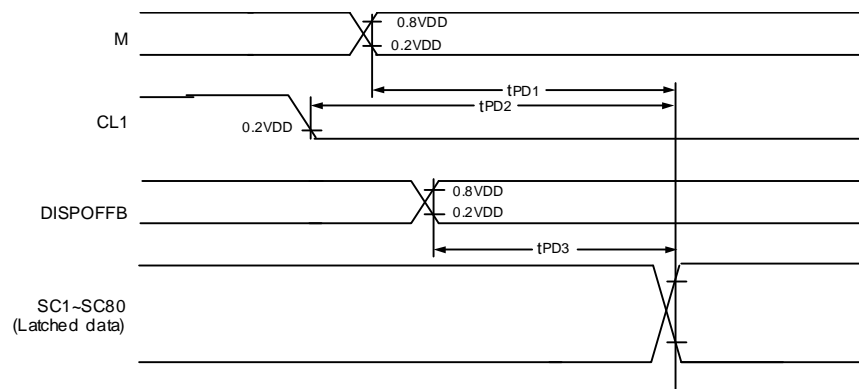 0.8VDD
M
0.2VDD
tPD1
tPD2
CL1
0.2VDD
0.8VDD
DISPOFFB
0.2VDD
tPD3
SC1~SC80
(Latched data)